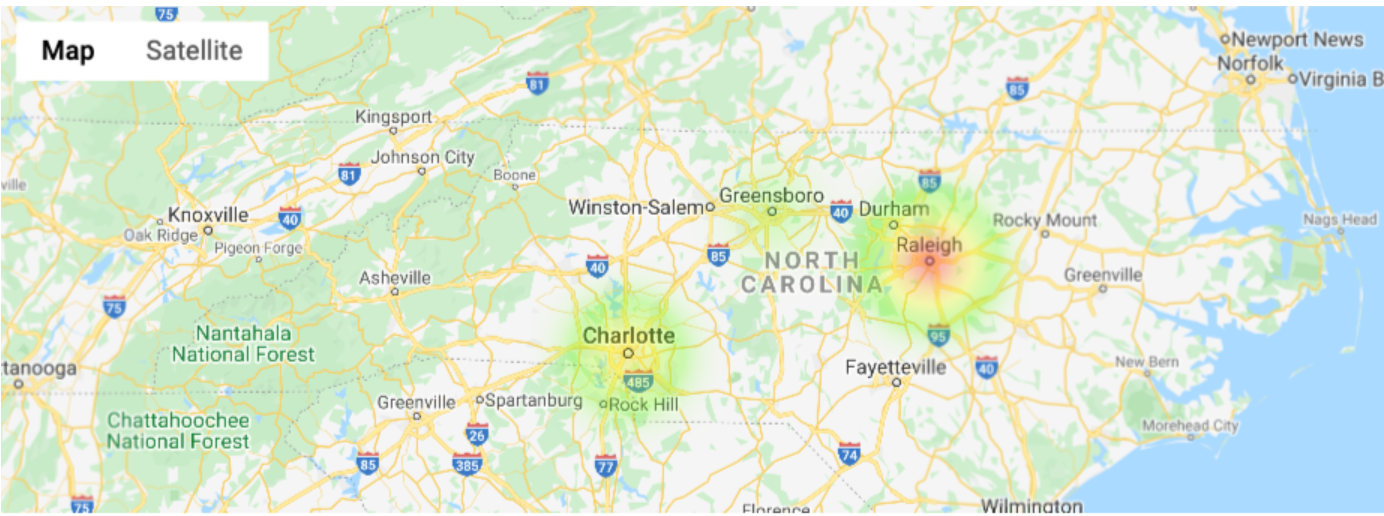 75
Map Satellite
Newport News
Norfolk
Virginia B
81
85
Kingsport
Johnson City
81
Boone
ville
85
Greensboro
Winston-Salem
40
Durham
Knoxville
40
Rocky Mount
Nags Head
Oak Ridge
Pigeon Forge
Raleigh
85
NORTH
CAROLINA
40
Asheville
Greenville
75
Nantahala
National Forest
Charlotte
95
tanooga
Fayetteville
40
New Bern
485
Greenville
Spartanburg
Rock Hill
Chattahoochee
National Forest
26
Morehead City
85
385
77
74
75
Florence
Wilmington